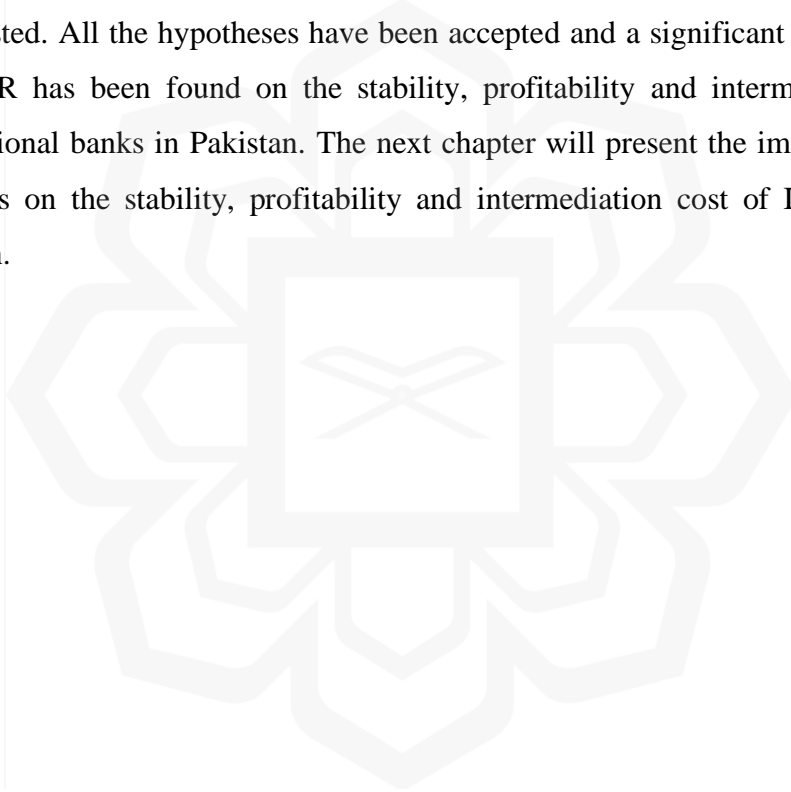 sted. All the hypotheses have been accepted and a significant
R has been found on the stability, profitability and interm
ional banks in Pakistan. The next chapter will present the im
s on the stability, profitability and intermediation cost of I
.